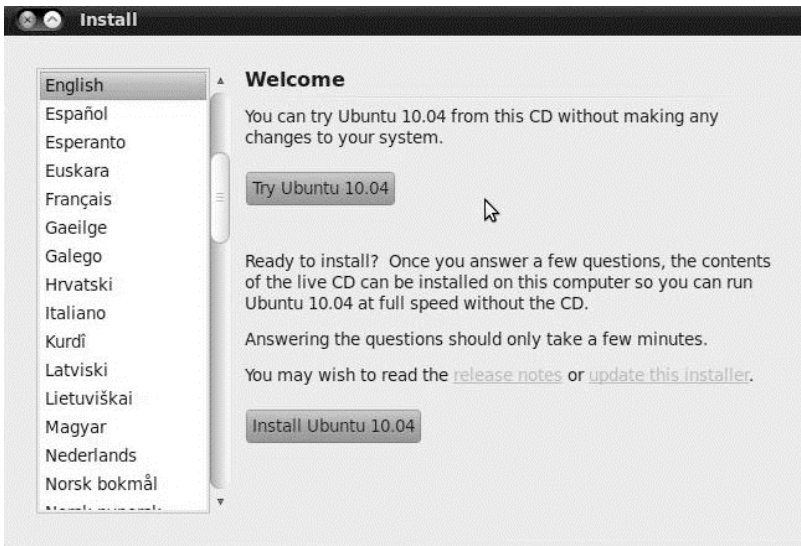 Install
English
Español
Esperanto
Euskara
Français
Gaeilge
Galego
Hrvatski
Italiano
Kurdî
Latviski
Lietuviškai
Magyar
Nederlands
Norsk bokmål
Welcome
You can try Ubuntu 10.04 from this CD without making any
changes to your system.
Try Ubuntu 10.04
Ready to install? Once you answer a few questions, the contents
of the live CD can be installed on this computer so you can run
Ubuntu 10.04 at full speed without the CD.
Answering the questions should only take a few minutes.
You may wish to read the release notes or update this installer.
Install Ubuntu 10.04